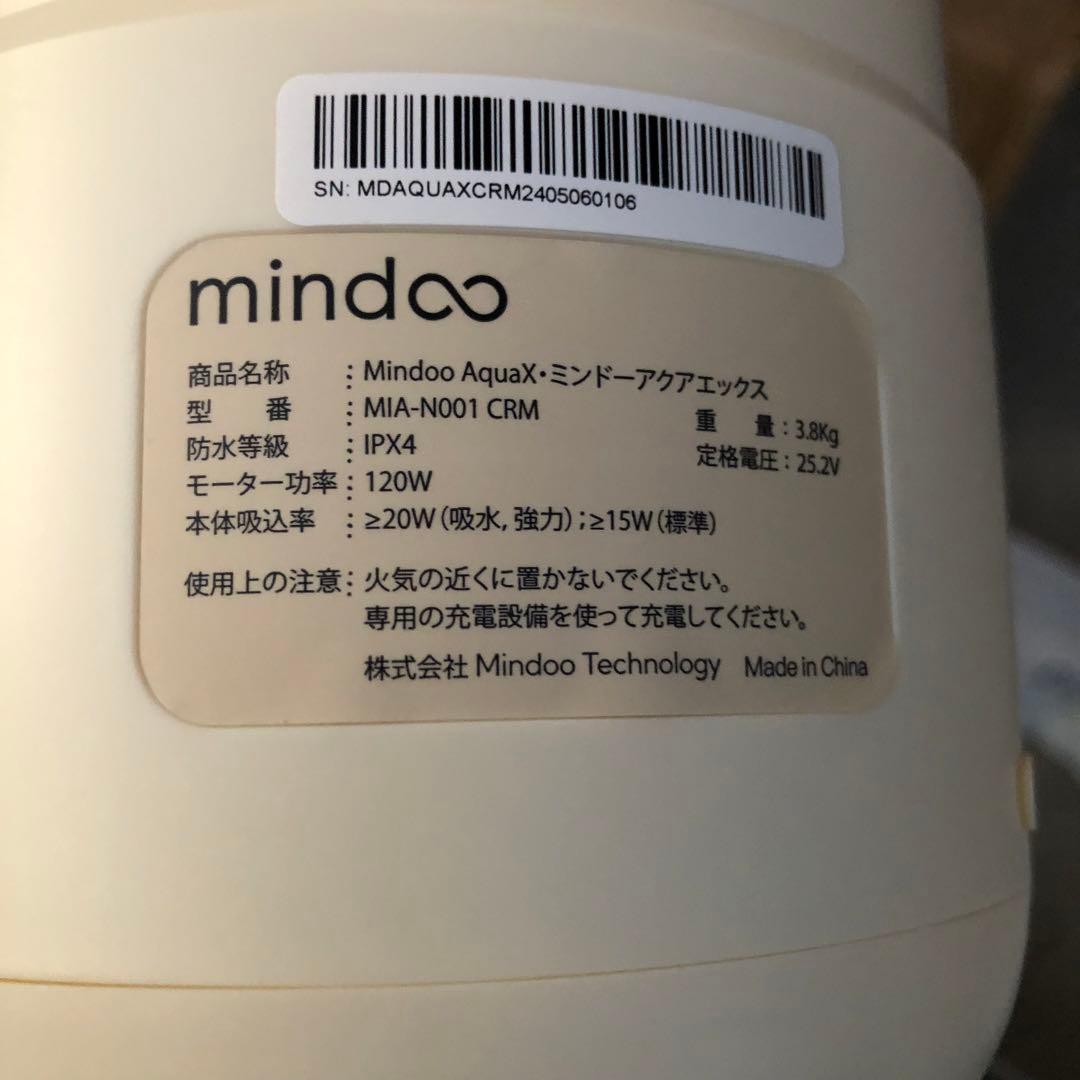 SN: MDAQUAXCRM2405060106
mindoo
商品名称 : Mindoo AquaX・ミンドーアクアエックス
型 番 : MIA-N001 CRM
重 量 : 3.8Kg
防水等級 : IPX4
定格電圧 : 25.2V
モーター功率 : 120W
本体吸込率 : ≥20W（吸水, 強力）; ≥15W（標準）
使用上の注意 : 火気の近くに置かないでください。
専用の充電設備を使って充電してください。
株式会社 Mindoo Technology Made in China